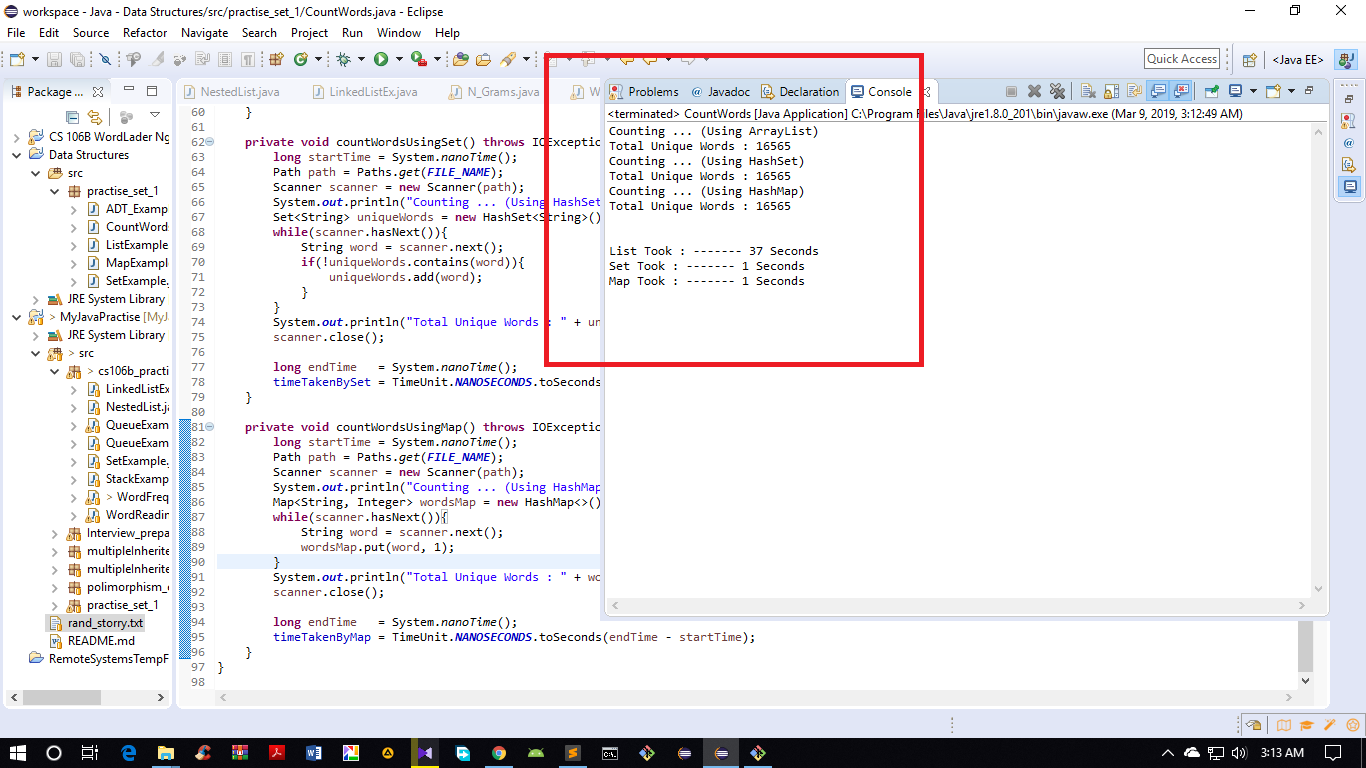 workspace - Java - Data Structures/src/practise_set_1/CountWords.java - Eclipse
File Edit Source Refactor Navigate Search Project Run Window Help
Quick Access
<Java EE>
Package ...
CS 106B WordLader Ng
Data Structures
src
practise_set_1
ADT_Examp
CountWord
ListExample
MapExampl
SetExample.
JRE System Library
> MyJavaPractise [MyJa
JRE System Library
> src
> cs106b_practi
LinkedListEx
NestedList.ja
QueueExam
QueueExam
SetExample.
StackExamp
> WordFreq
WordReadin
Interview_prepa
multipleInherite
multipleInherite
polimorphism_
practise_set_1
rand_storry.txt
README.md
RemoteSystemsTempF
NestedList.java LinkedListEx.java N_Grams.java W
60 }
61
62 private void countWordsUsingSet() throws IOExceptio
63 long startTime = System.nanoTime();
64 Path path = Paths.get(FILE_NAME);
65 Scanner scanner = new Scanner(path);
66 System.out.println("Counting ... (Using HashSet
67 Set<String> uniqueWords = new HashSet<String>()
68 while(scanner.hasNext()){
69 String word = scanner.next();
70 if(!uniqueWords.contains(word)){
71 uniqueWords.add(word);
72 }
73 }
74 System.out.println("Total Unique Words : " + un
75 scanner.close();
76
77 long endTime = System.nanoTime();
78 timeTakenBySet = TimeUnit.NANOSECONDS.toSeconds
79 }
80
81 private void countWordsUsingMap() throws IOExceptio
82 long startTime = System.nanoTime();
83 Path path = Paths.get(FILE_NAME);
84 Scanner scanner = new Scanner(path);
85 System.out.println("Counting ... (Using HashMap
86 Map<String, Integer> wordsMap = new HashMap<>()
87 while(scanner.hasNext()){
88 String word = scanner.next();
89 wordsMap.put(word, 1);
90 }
91 System.out.println("Total Unique Words : " + wo
92 scanner.close();
93
94 long endTime = System.nanoTime();
95 timeTakenByMap = TimeUnit.NANOSECONDS.toSeconds(endTime - startTime);
96 }
97 }
98
Problems @ Javadoc Declaration Console
<terminated> CountWords [Java Application] C:\Program Files\Java\jre1.8.0_201\bin\javaw.exe (Mar 9, 2019, 3:12:49 AM)
Counting ... (Using ArrayList)
Total Unique Words : 16565
Counting ... (Using HashSet)
Total Unique Words : 16565
Counting ... (Using HashMap)
Total Unique Words : 16565
List Took : ------- 37 Seconds
Set Took : ------- 1 Seconds
Map Took : ------- 1 Seconds
3:13 AM